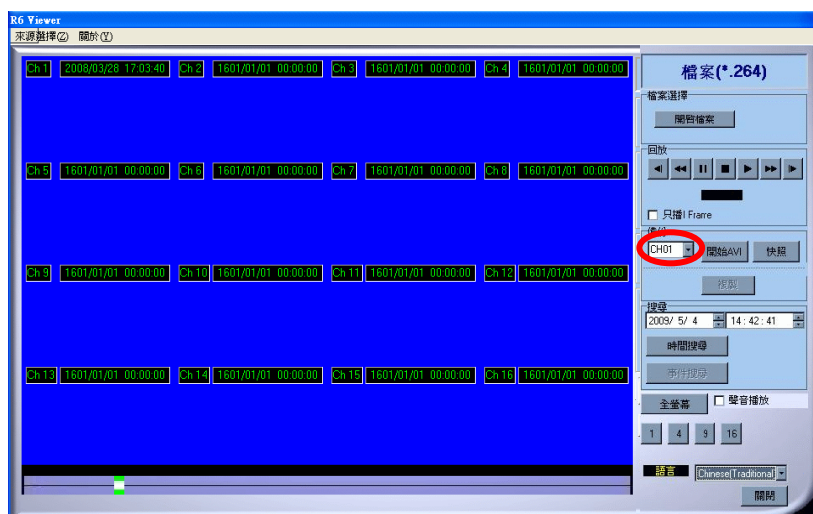 R6 Viewer
來源選擇(Z) 關於(Y)
Ch 1 2008/03/28 17:03:40 Ch 2 1601/01/01 00:00:00 Ch 3 1601/01/01 00:00:00 Ch 4 1601/01/01 00:00:00
Ch 5 1601/01/01 00:00:00 Ch 6 1601/01/01 00:00:00 Ch 7 1601/01/01 00:00:00 Ch 8 1601/01/01 00:00:00
Ch 9 1601/01/01 00:00:00 Ch 10 1601/01/01 00:00:00 Ch 11 1601/01/01 00:00:00 Ch 12 1601/01/01 00:00:00
Ch 13 1601/01/01 00:00:00 Ch 14 1601/01/01 00:00:00 Ch 15 1601/01/01 00:00:00 Ch 16 1601/01/01 00:00:00
檔案(*.264)
檔案選擇
開啟檔案
回放
只播I Frame
CH01 開始AVI 快照
複製
搜尋
2009/ 5/ 4 14:42:41
時間搜尋
事件搜尋
全螢幕 聲音播放
1 4 9 16
語言 Chinese(Traditional)
關閉